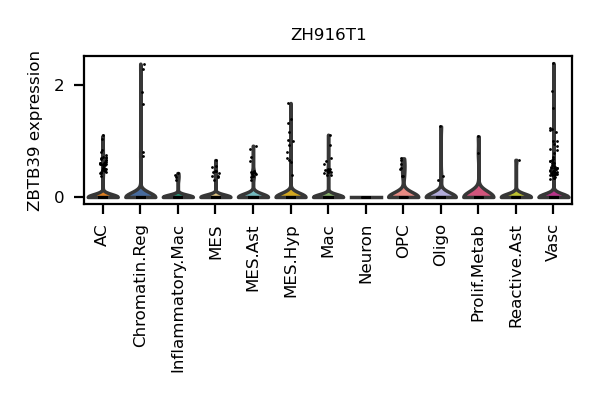 ZH916T1
ZBTB39 expression
2
0
AC
Chromatin.Reg
Inflammatory.Mac
MES
MES.Ast
MES.Hyp
Mac
Neuron
OPC
Oligo
Prolif.Metab
Reactive.Ast
Vasc